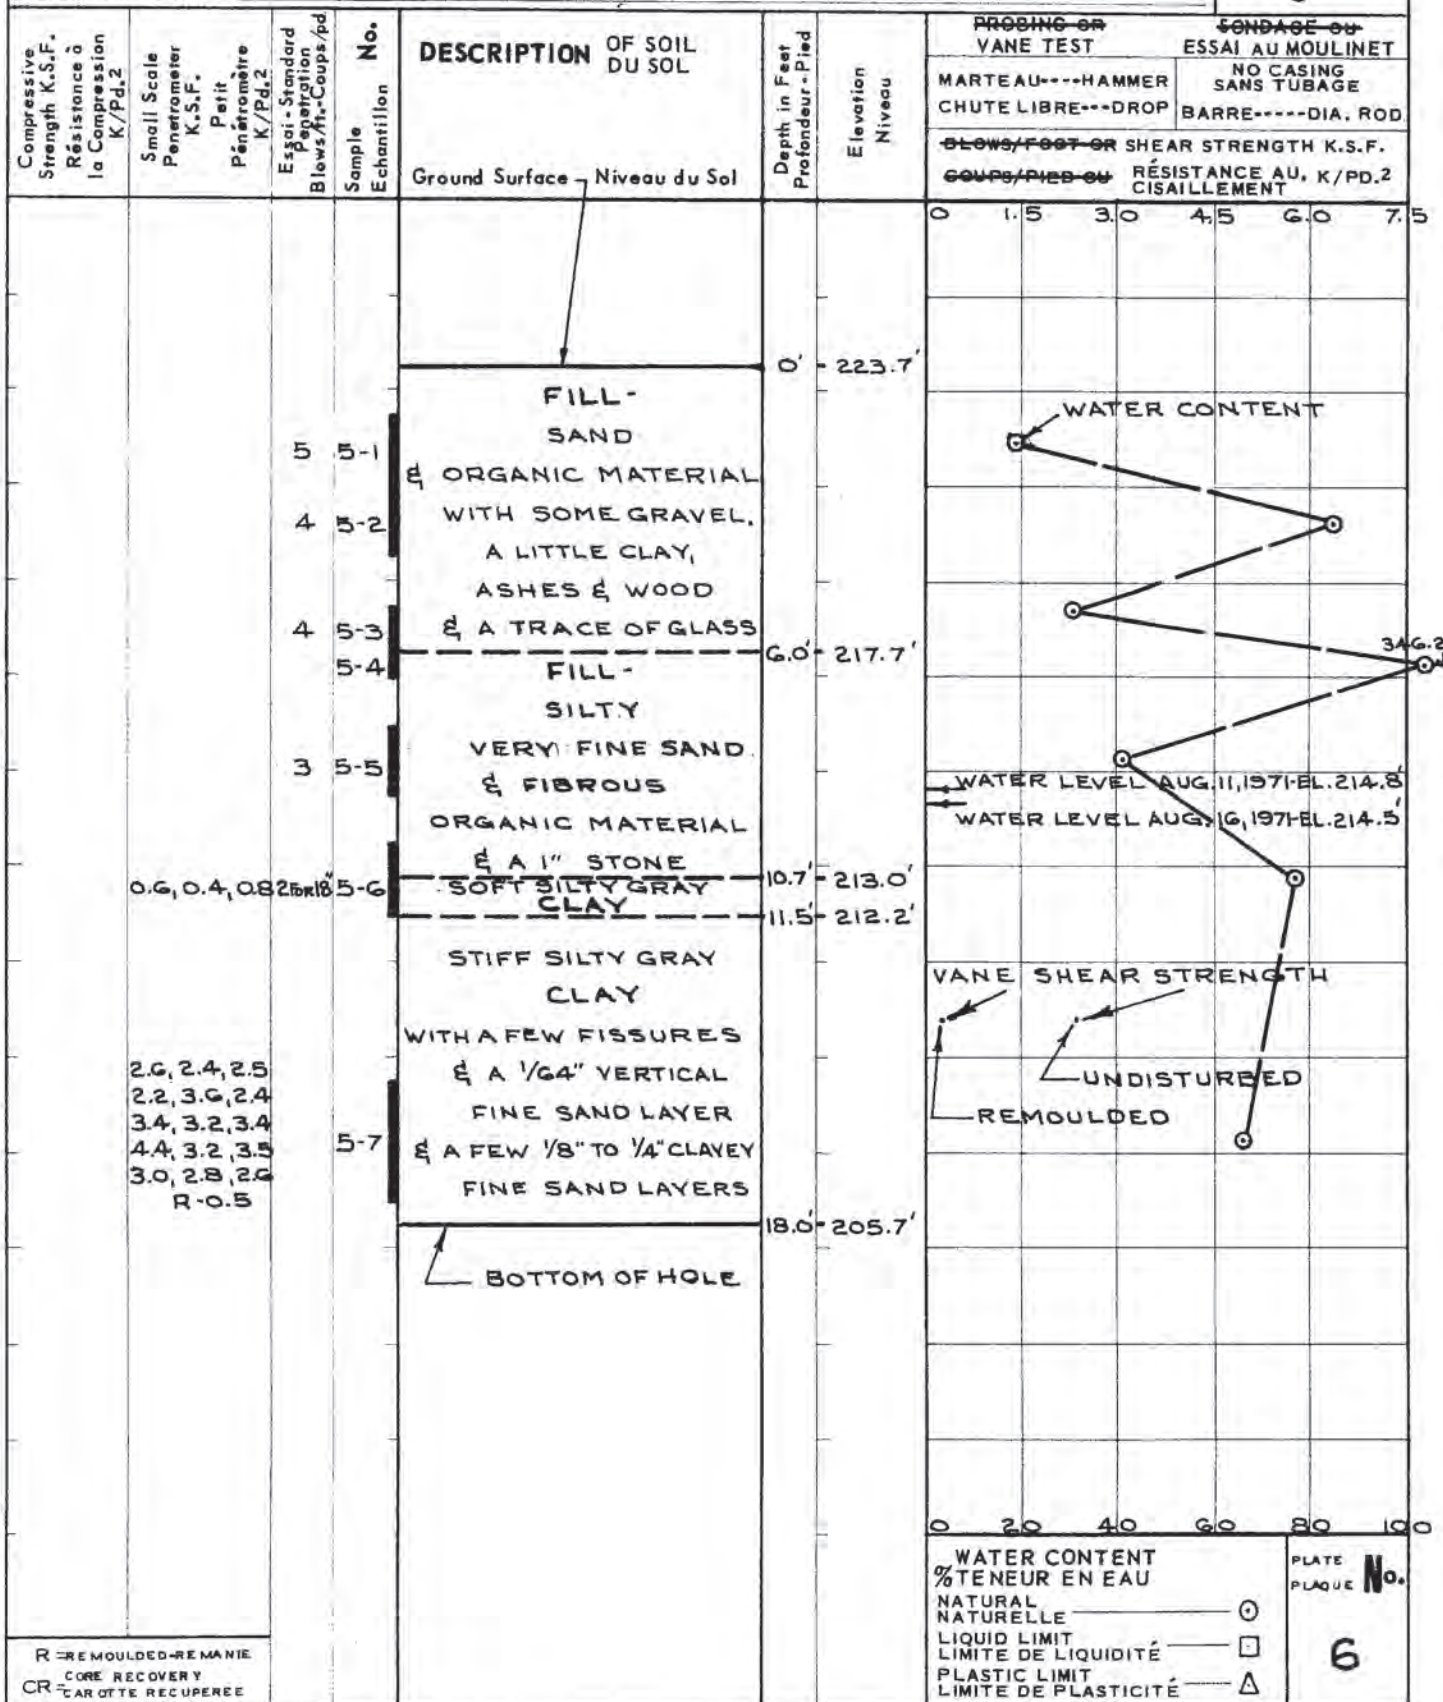 Compressive
Strength K.S.F.
Résistance à
la Compression
K/Pd.2
Small Scale
Penetrometer
K.S.F.
Petit
Pénétromètre
K/Pd.2
Essai - Standard
Penetration
Blows/ft.-Coups/pd
Sample No.
Echantillon
DESCRIPTION OF SOIL
DU SOL
Ground Surface Niveau du Sol
Depth in Feet
Profondeur - Pied
Elevation
Niveau
PROBING OR
VANE TEST
SONDAGE OU
ESSAI AU MOULINET
MARTEAU----HAMMER
CHUTE LIBRE---DROP
NO CASING
SANS TUBAGE
BARRE-----DIA. ROD
BLOWS/FOOT OR SHEAR STRENGTH K.S.F.
COUPS/PIED OU RÉSISTANCE AU, K/PD.2
CISAILLEMENT
0 1.5 3.0 4.5 6.0 7.5
0' 223.7'
FILL-
SAND
& ORGANIC MATERIAL
WITH SOME GRAVEL,
A LITTLE CLAY,
ASHES & WOOD
& A TRACE OF GLASS
5 5-1
4 5-2
4 5-3
5-4
WATER CONTENT
346.2
6.0' 217.7'
FILL-
SILTY
VERY FINE SAND
& FIBROUS
ORGANIC MATERIAL
& A 1" STONE
3 5-5
WATER LEVEL AUG.11,1971-EL.214.8'
WATER LEVEL AUG.16,1971-EL.214.5'
10.7' 213.0'
0.6, 0.4, 0.8 2 FOR 18" 5-6
SOFT SILTY GRAY
CLAY
11.5' 212.2'
STIFF SILTY GRAY
CLAY
WITH A FEW FISSURES
& A 1/64" VERTICAL
FINE SAND LAYER
& A FEW 1/8" TO 1/4" CLAYEY
FINE SAND LAYERS
VANE SHEAR STRENGTH
UNDISTURBED
REMOULDED
2.6, 2.4, 2.5
2.2, 3.6, 2.4
3.4, 3.2, 3.4
4.4, 3.2, 3.5
3.0, 2.8, 2.6
R-0.5
5-7
18.0' 205.7'
BOTTOM OF HOLE
0 20 40 60 80 100
WATER CONTENT
% TENEUR EN EAU
NATURAL
NATURELLE
LIQUID LIMIT
LIMITE DE LIQUIDITÉ
PLASTIC LIMIT
LIMITE DE PLASTICITÉ
PLATE
PLAQUE No.
6
R=REMOULDED-REMANIE
CR= CORE RECOVERY
CAROTTE RECUPEREE